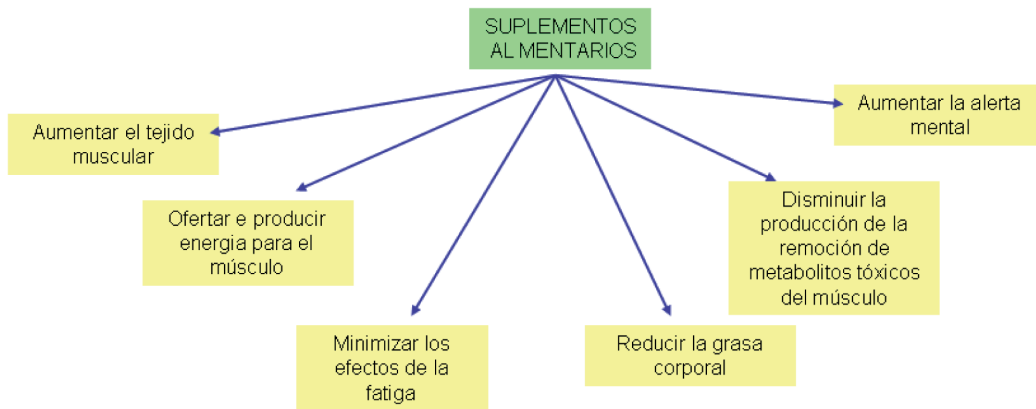 SUPLEMENTOS
AL MENTARIOS
Aumentar el tejido
muscular
Ofertar e producir
energia para el
músculo
Minimizar los
efectos de la
fatiga
Reducir la grasa
corporal
Disminuir la
producción de la
remoción de
metabolitos tóxicos
del músculo
Aumentar la alerta
mental